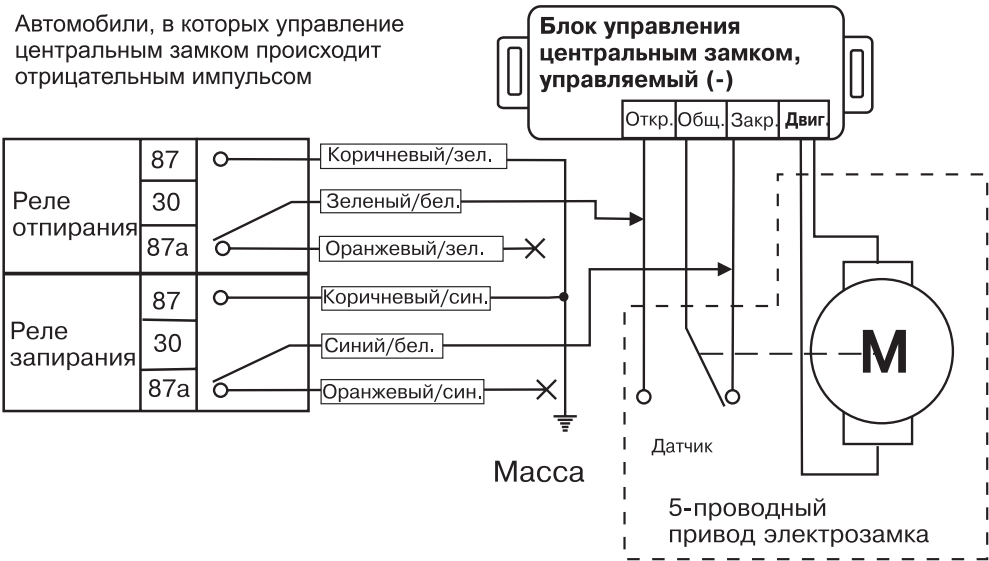 Автомобили, в которых управление
центральным замком происходит
отрицательным импульсом
Блок управления
центральным замком,
управляемый (-)
Откр. Общ. Закр. Двиг.
Реле
отпирания
87
30
87а
Коричневый/зел.
Зеленый/бел.
Оранжевый/зел.
Реле
запирания
87
30
87а
Коричневый/син.
Синий/бел.
Оранжевый/син.
Масса
М
Датчик
5-проводный
привод электрозамка